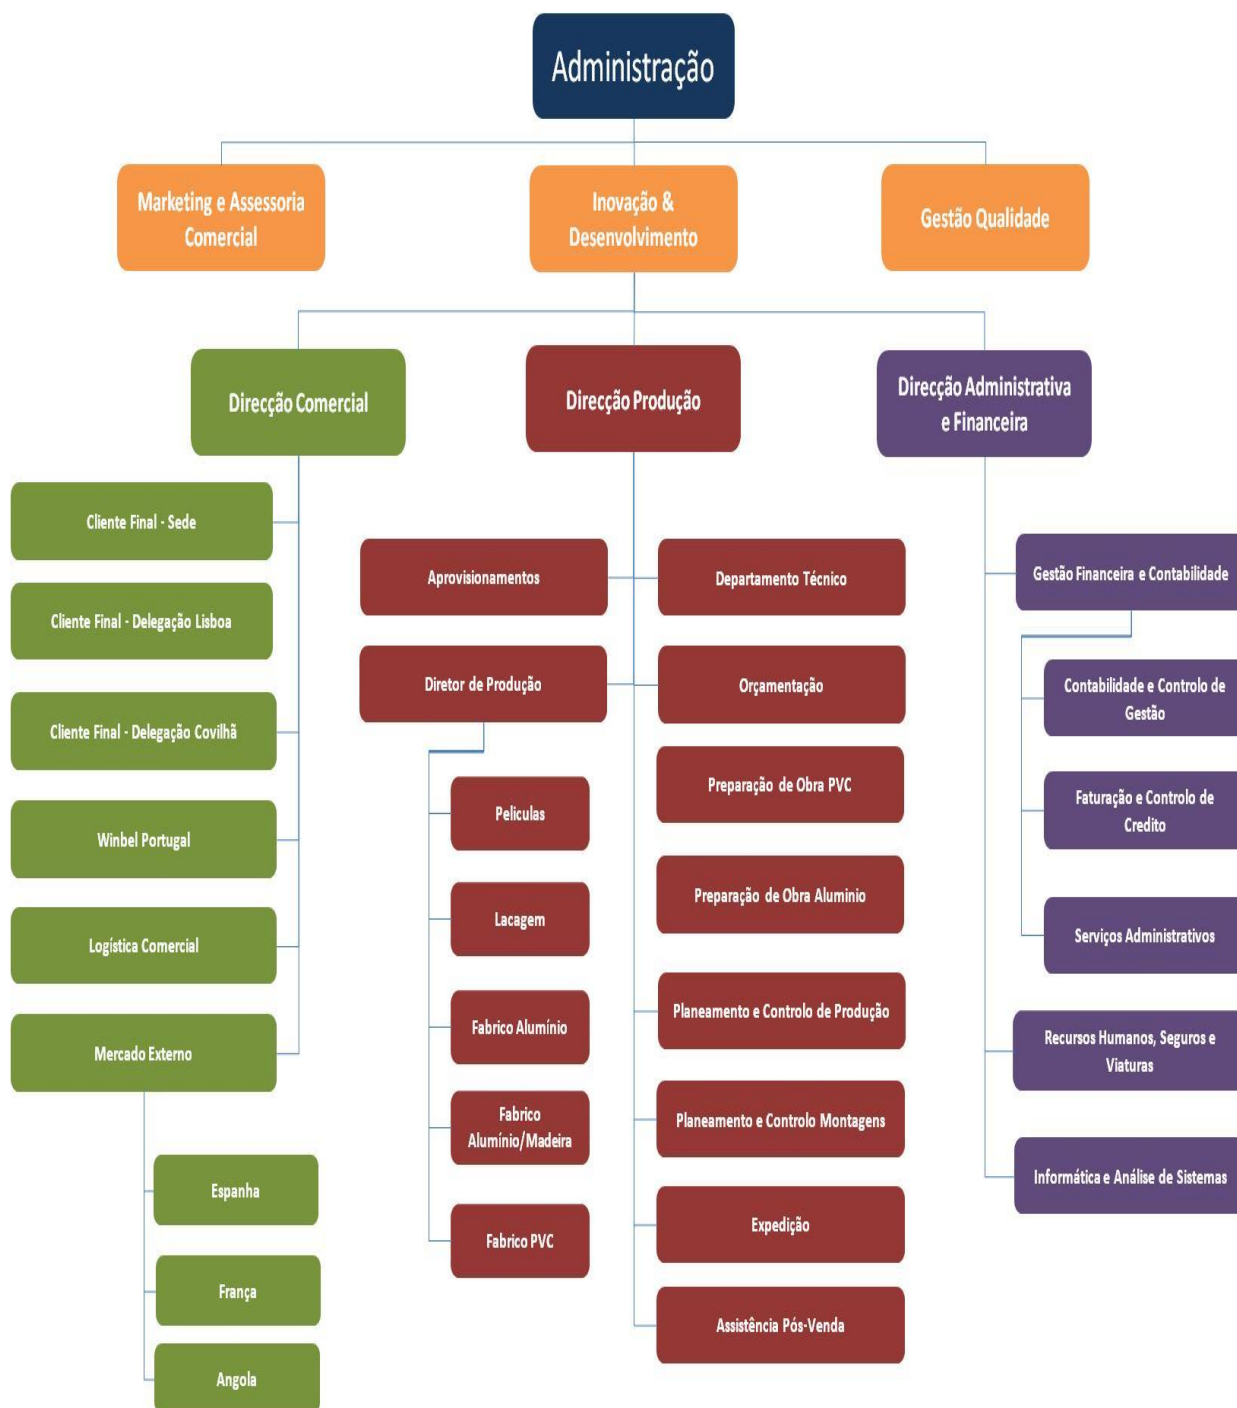 Administração
Marketing e Assessoria
Comercial
Inovação &
Desenvolvimento
Gestão Qualidade
Direcção Comercial
Direcção Produção
Direcção Administrativa
e Financeira
Cliente Final - Sede
Cliente Final - Delegação Lisboa
Cliente Final - Delegação Covilhã
Winbel Portugal
Logística Comercial
Mercado Externo
Espanha
França
Angola
Aprovisionamentos
Diretor de Produção
Peliculas
Lacagem
Fabrico Alumínio
Fabrico
Alumínio/Madeira
Fabrico PVC
Departamento Técnico
Orçamentação
Preparação de Obra PVC
Preparação de Obra Aluminio
Planeamento e Controlo de Produção
Planeamento e Controlo Montagens
Expedição
Assistência Pós-Venda
Gestão Financeira e Contabilidade
Contabilidade e Controlo de
Gestão
Faturação e Controlo de
Credito
Serviços Administrativos
Recursos Humanos, Seguros e
Viaturas
Informática e Análise de Sistemas